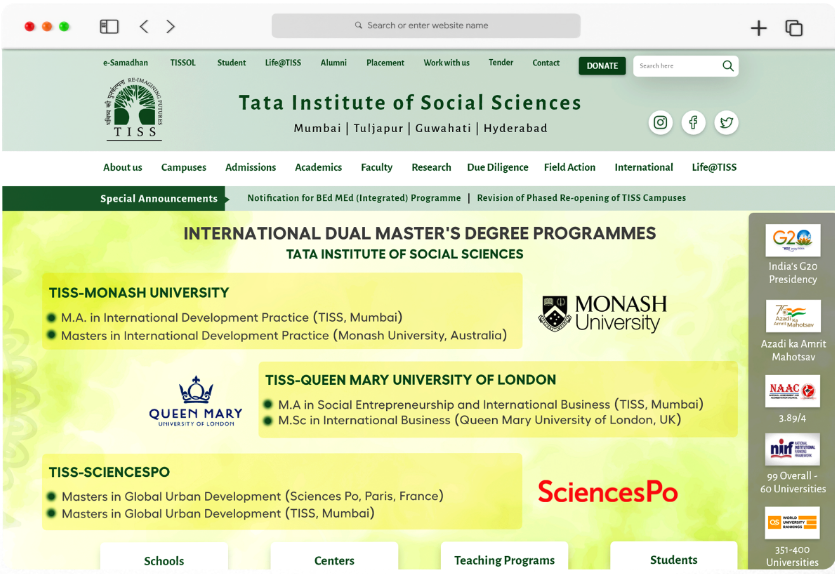 Search or enter website name
e-Samadhan TISSOL Student Life@TISS Alumni Placement Work with us Tender Contact DONATE Search here
RE-IMAGINING FUTURES
TISS
Tata Institute of Social Sciences
Mumbai | Tuljapur | Guwahati | Hyderabad
About us Campuses Admissions Academics Faculty Research Due Diligence Field Action International Life@TISS
Special Announcements Notification for BEd MEd (Integrated) Programme | Revision of Phased Re-opening of TISS Campuses
INTERNATIONAL DUAL MASTER'S DEGREE PROGRAMMES
TATA INSTITUTE OF SOCIAL SCIENCES
TISS-MONASH UNIVERSITY
M.A. in International Development Practice (TISS, Mumbai)
Masters in International Development Practice (Monash University, Australia)
MONASH
University
QUEEN MARY
UNIVERSITY OF LONDON
TISS-QUEEN MARY UNIVERSITY OF LONDON
M.A in Social Entrepreneurship and International Business (TISS, Mumbai)
M.Sc in International Business (Queen Mary University of London, UK)
TISS-SCIENCESPO
Masters in Global Urban Development (Sciences Po, Paris, France)
Masters in Global Urban Development (TISS, Mumbai)
SciencesPo
G20
India's G20
Presidency
75
Azadi Ka
Amrit Mahotsav
Azadi ka Amrit
Mahotsav
NAAC
3.89/4
nirf
99 Overall -
60 Universities
QS WORLD
UNIVERSITY
RANKINGS
351-400
Universities
Schools Centers Teaching Programs Students